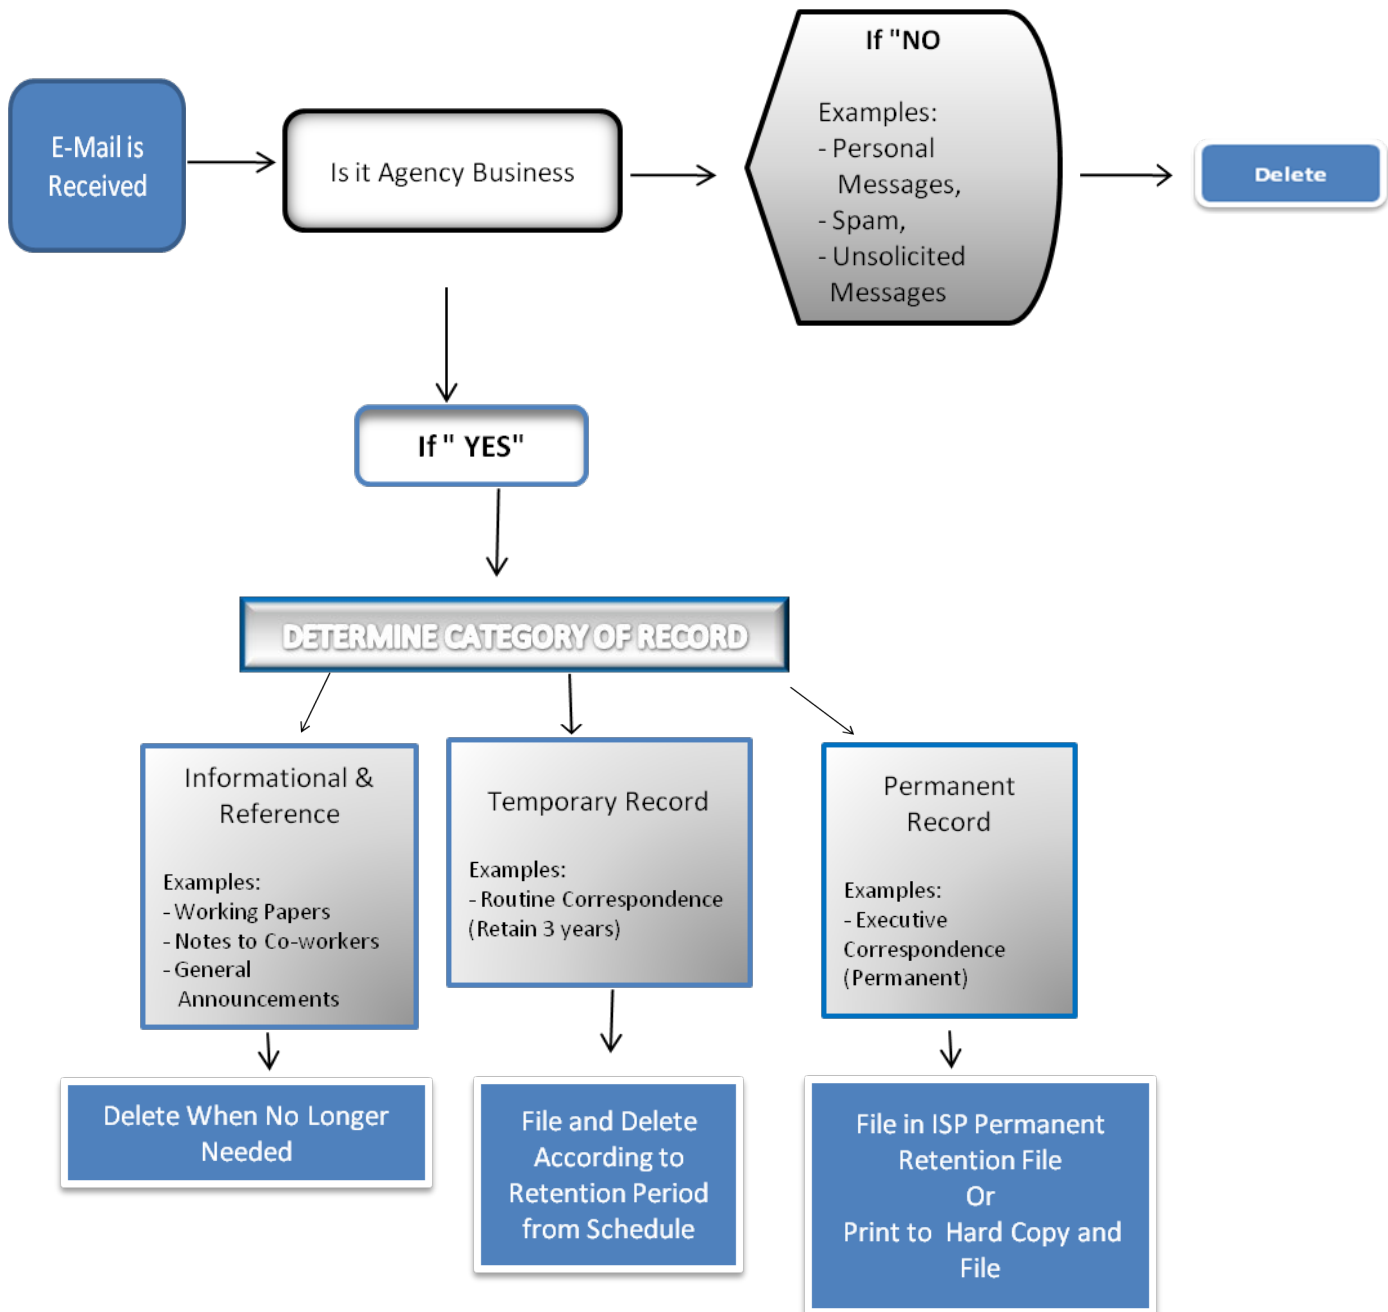 E-Mail is
Received
Is it Agency Business
If "NO
Examples:
- Personal
Messages,
- Spam,
- Unsolicited
Messages
Delete
If " YES"
DETERMINE CATEGORY OF RECORD
Informational &
Reference
Examples:
- Working Papers
- Notes to Co-workers
- General
Announcements
Temporary Record
Examples:
- Routine Correspondence
(Retain 3 years)
Permanent
Record
Examples:
- Executive
Correspondence
(Permanent)
Delete When No Longer
Needed
File and Delete
According to
Retention Period
from Schedule
File in ISP Permanent
Retention File
Or
Print to  Hard Copy and
File